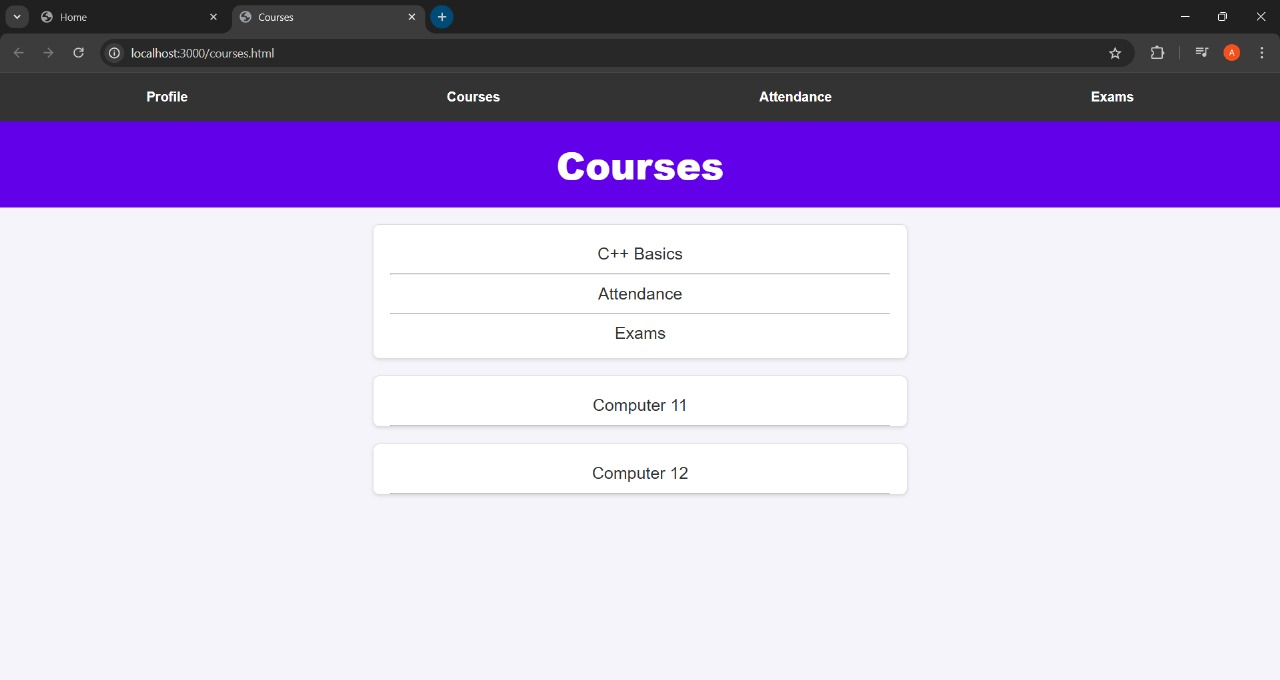 Home
Courses
localhost:3000/courses.html
A
Profile Courses Attendance Exams
Courses
C++ Basics
Attendance
Exams
Computer 11
Computer 12